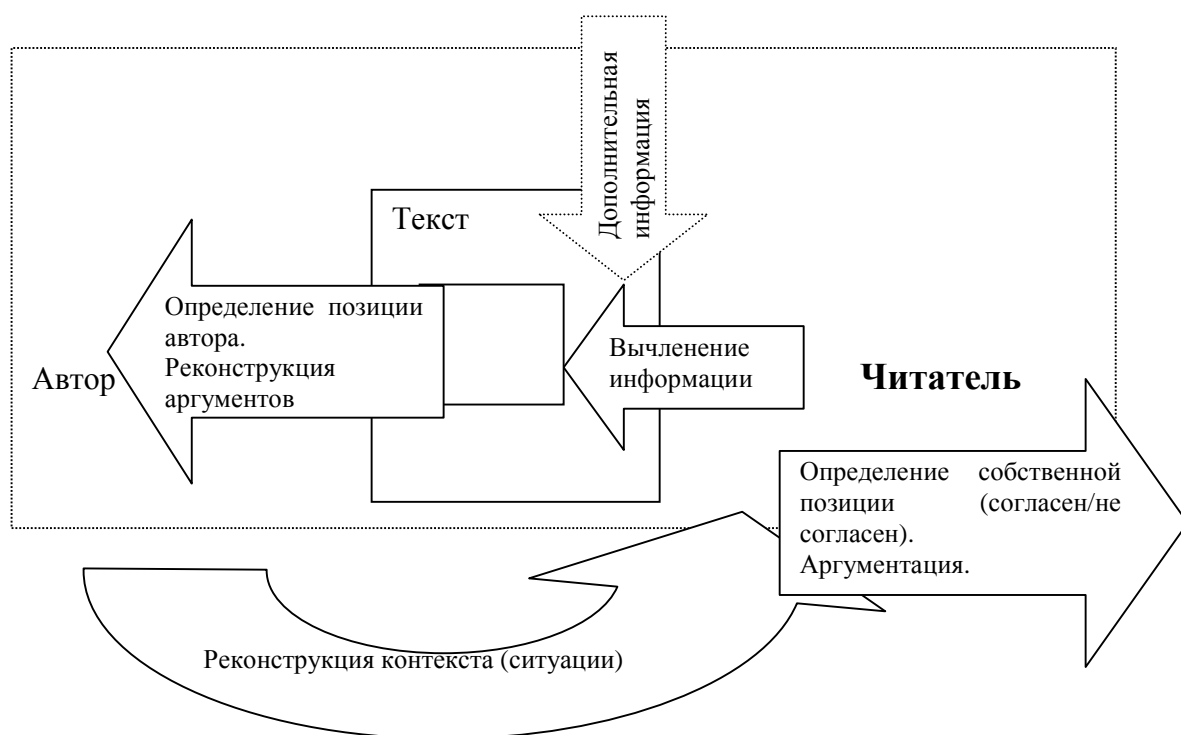 Дополнительная
информация
Текст
Определение позиции
автора.
Реконструкция
аргументов
Автор
Вычленение
информации
Читатель
Определение собственной
позиции (согласен/не
согласен).
Аргументация.
Реконструкция контекста (ситуации)